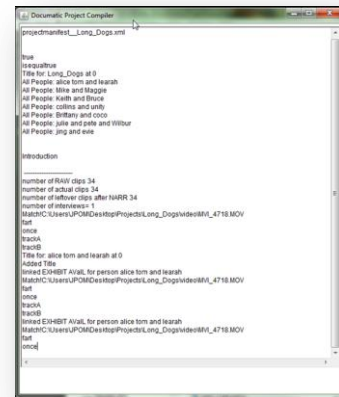 Documatic Project Compiler
projectmanifest__Long_Dogs.xml
true
isequaltrue
Title for: Long_Dogs at 0
All People: alice tom and learah
All People: Mike and Maggie
All People: Keith and Bruce
All People: collins and unity
All People: Brittany and coco
All People: julie and pete and Wilbur
All People: jing and evie
Introduction
--------------------
number of RAW clips 34
number of actual clips 34
number of leftover clips after NARR 34
number of interviews= 1
Match!C:\Users\JPOM\Desktop\Projects\Long_Dogs\video\MVI_4718.MOV
fart
once
trackA
trackB
Title for: alice tom and learah at 0
Added Title
linked EXHIBIT AVaIL for person alice tom and learah
Match!C:\Users\JPOM\Desktop\Projects\Long_Dogs\video\MVI_4718.MOV
fart
once
trackA
trackB
linked EXHIBIT AVaIL for person alice tom and learah
Match!C:\Users\JPOM\Desktop\Projects\Long_Dogs\video\MVI_4718.MOV
fart
once